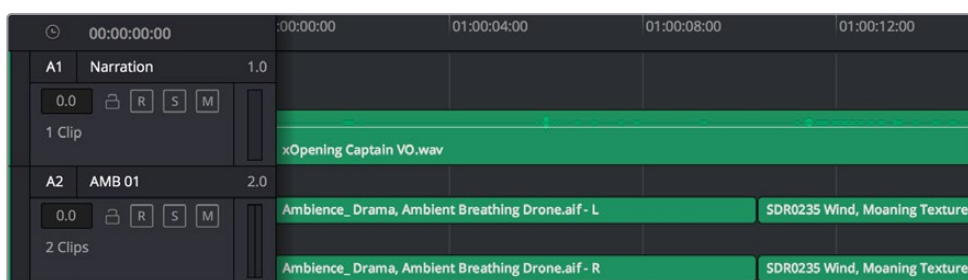 00:00:00:00
:00:00:00 01:00:04:00 01:00:08:00 01:00:12:00
A1 Narration 1.0
0.0 R S M
1 Clip
xOpening Captain VO.wav
A2 AMB 01 2.0
0.0 R S M
Ambience_ Drama, Ambient Breathing Drone.aif - L SDR0235 Wind, Moaning Texture
2 Clips
Ambience_ Drama, Ambient Breathing Drone.aif - R SDR0235 Wind, Moaning Texture